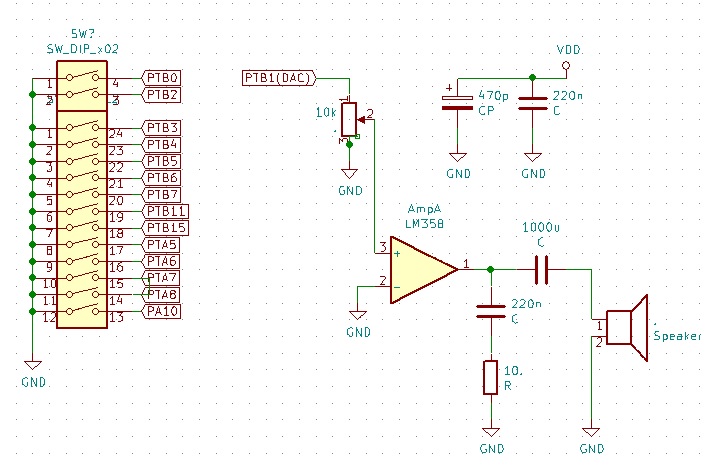 SW?
SW_DIP_x02
1 4 PTB0
2 3 PTB2
1 24 PTB3
2 23 PTB4
3 22 PTB5
4 21 PTB6
5 20 PTB7
6 19 PTB11
7 18 PTB15
8 17 PTA5
9 16 PTA6
10 15 PTA7
11 14 PTA8
12 13 PA10
GND
PTB1(DAC)
10k
1
2
3
GND
VDD
+
470p
CP
220n
C
GND
GND
AmpA
LM358
3
+
2
-
1
GND
1000u
C
220n
C
10.
R
GND
1
2
Speaker
GND